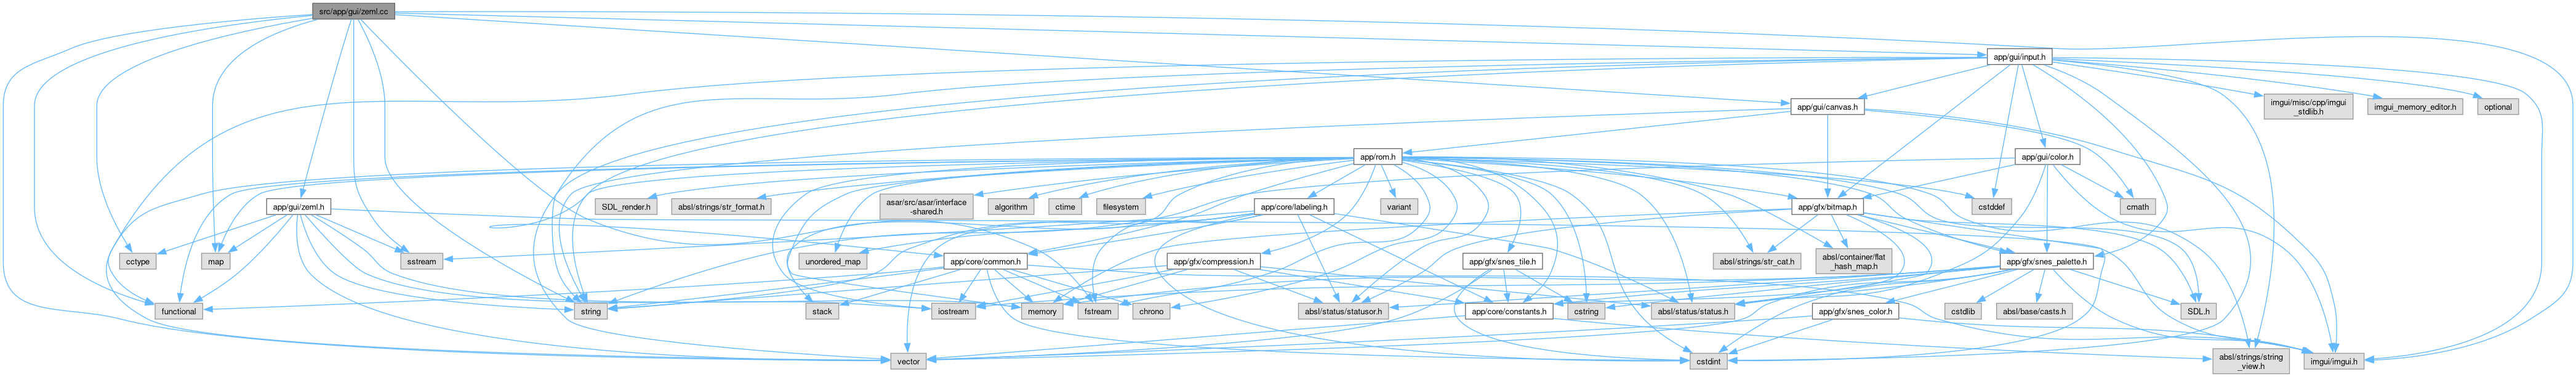 src/app/gui/zeml.cc
app/gui/input.h
app/gui/canvas.h
imgui/misc/cpp/imgui
_stdlib.h
imgui_memory_editor.h
optional
app/rom.h
app/gui/color.h
app/gui/zeml.h
SDL_render.h
absl/strings/str_format.h
asar/src/asar/interface
-shared.h
algorithm
ctime
filesystem
app/core/labeling.h
variant
app/gfx/bitmap.h
cstddef
cmath
cctype
map
sstream
unordered_map
app/core/common.h
app/gfx/compression.h
app/gfx/snes_tile.h
absl/strings/str_cat.h
absl/container/flat
_hash_map.h
app/gfx/snes_palette.h
functional
string
stack
iostream
memory
fstream
chrono
absl/status/statusor.h
app/core/constants.h
cstring
absl/status/status.h
app/gfx/snes_color.h
cstdlib
absl/base/casts.h
SDL.h
vector
cstdint
absl/strings/string
_view.h
imgui/imgui.h